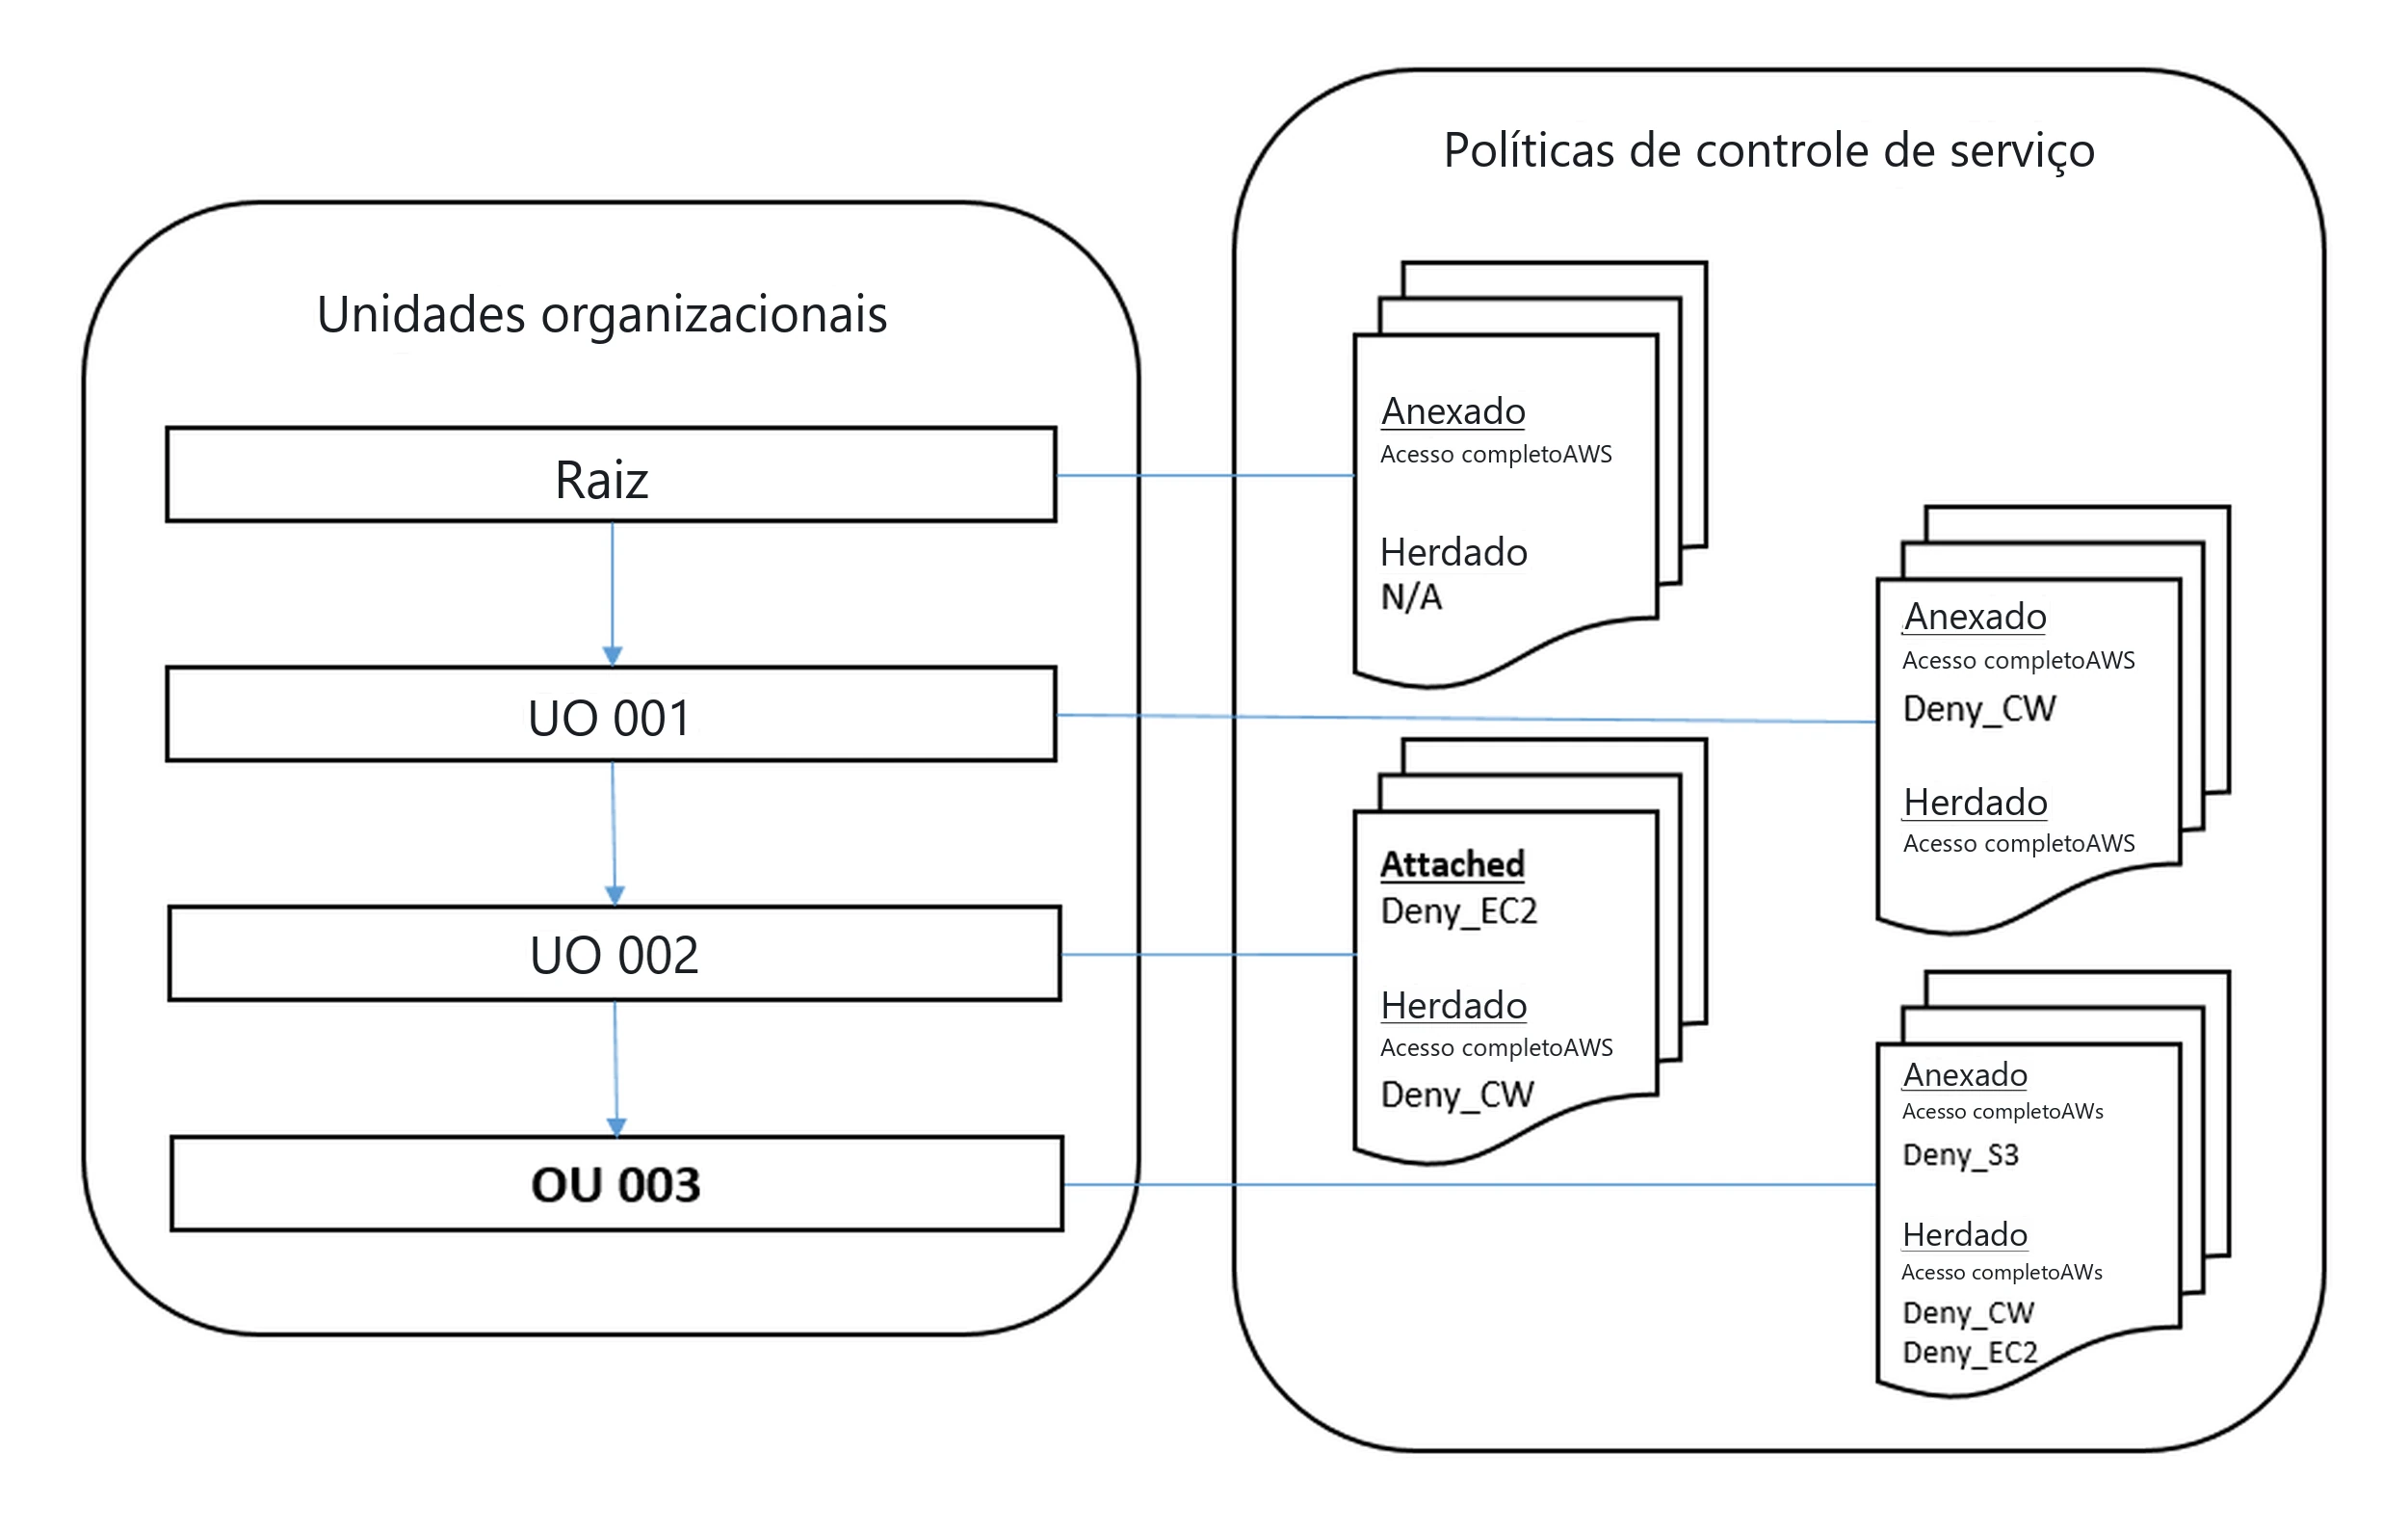 Políticas de controle de serviço
Unidades organizacionais
Raiz
UO 001
UO 002
OU 003
Anexado
Acesso completoAWS
Herdado
N/A
Anexado
Acesso completoAWS
Deny_CW
Herdado
Acesso completoAWS
Attached
Deny_EC2
Herdado
Acesso completoAWS
Deny_CW
Anexado
Acesso completoAWs
Deny_S3
Herdado
Acesso completoAWs
Deny_CW
Deny_EC2